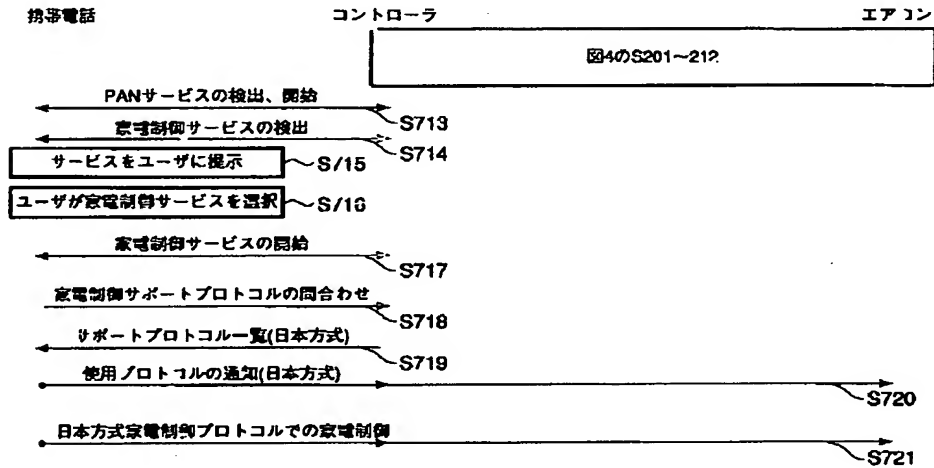 携帯電話 コントローラ エアコン
図4のS201～212
PANサービスの検出、開始
S713
家電制御サービスの検出
S714
サービスをユーザに提示 S715
ユーザが家電制御サービスを選択 S716
家電制御サービスの開始
S717
家電制御サポートプロトコルの問合わせ
S718
サポートプロトコル一覧(日本方式)
S719
使用プロトコルの通知(日本方式)
S720
日本方式家電制御プロトコルでの家電制御
S721